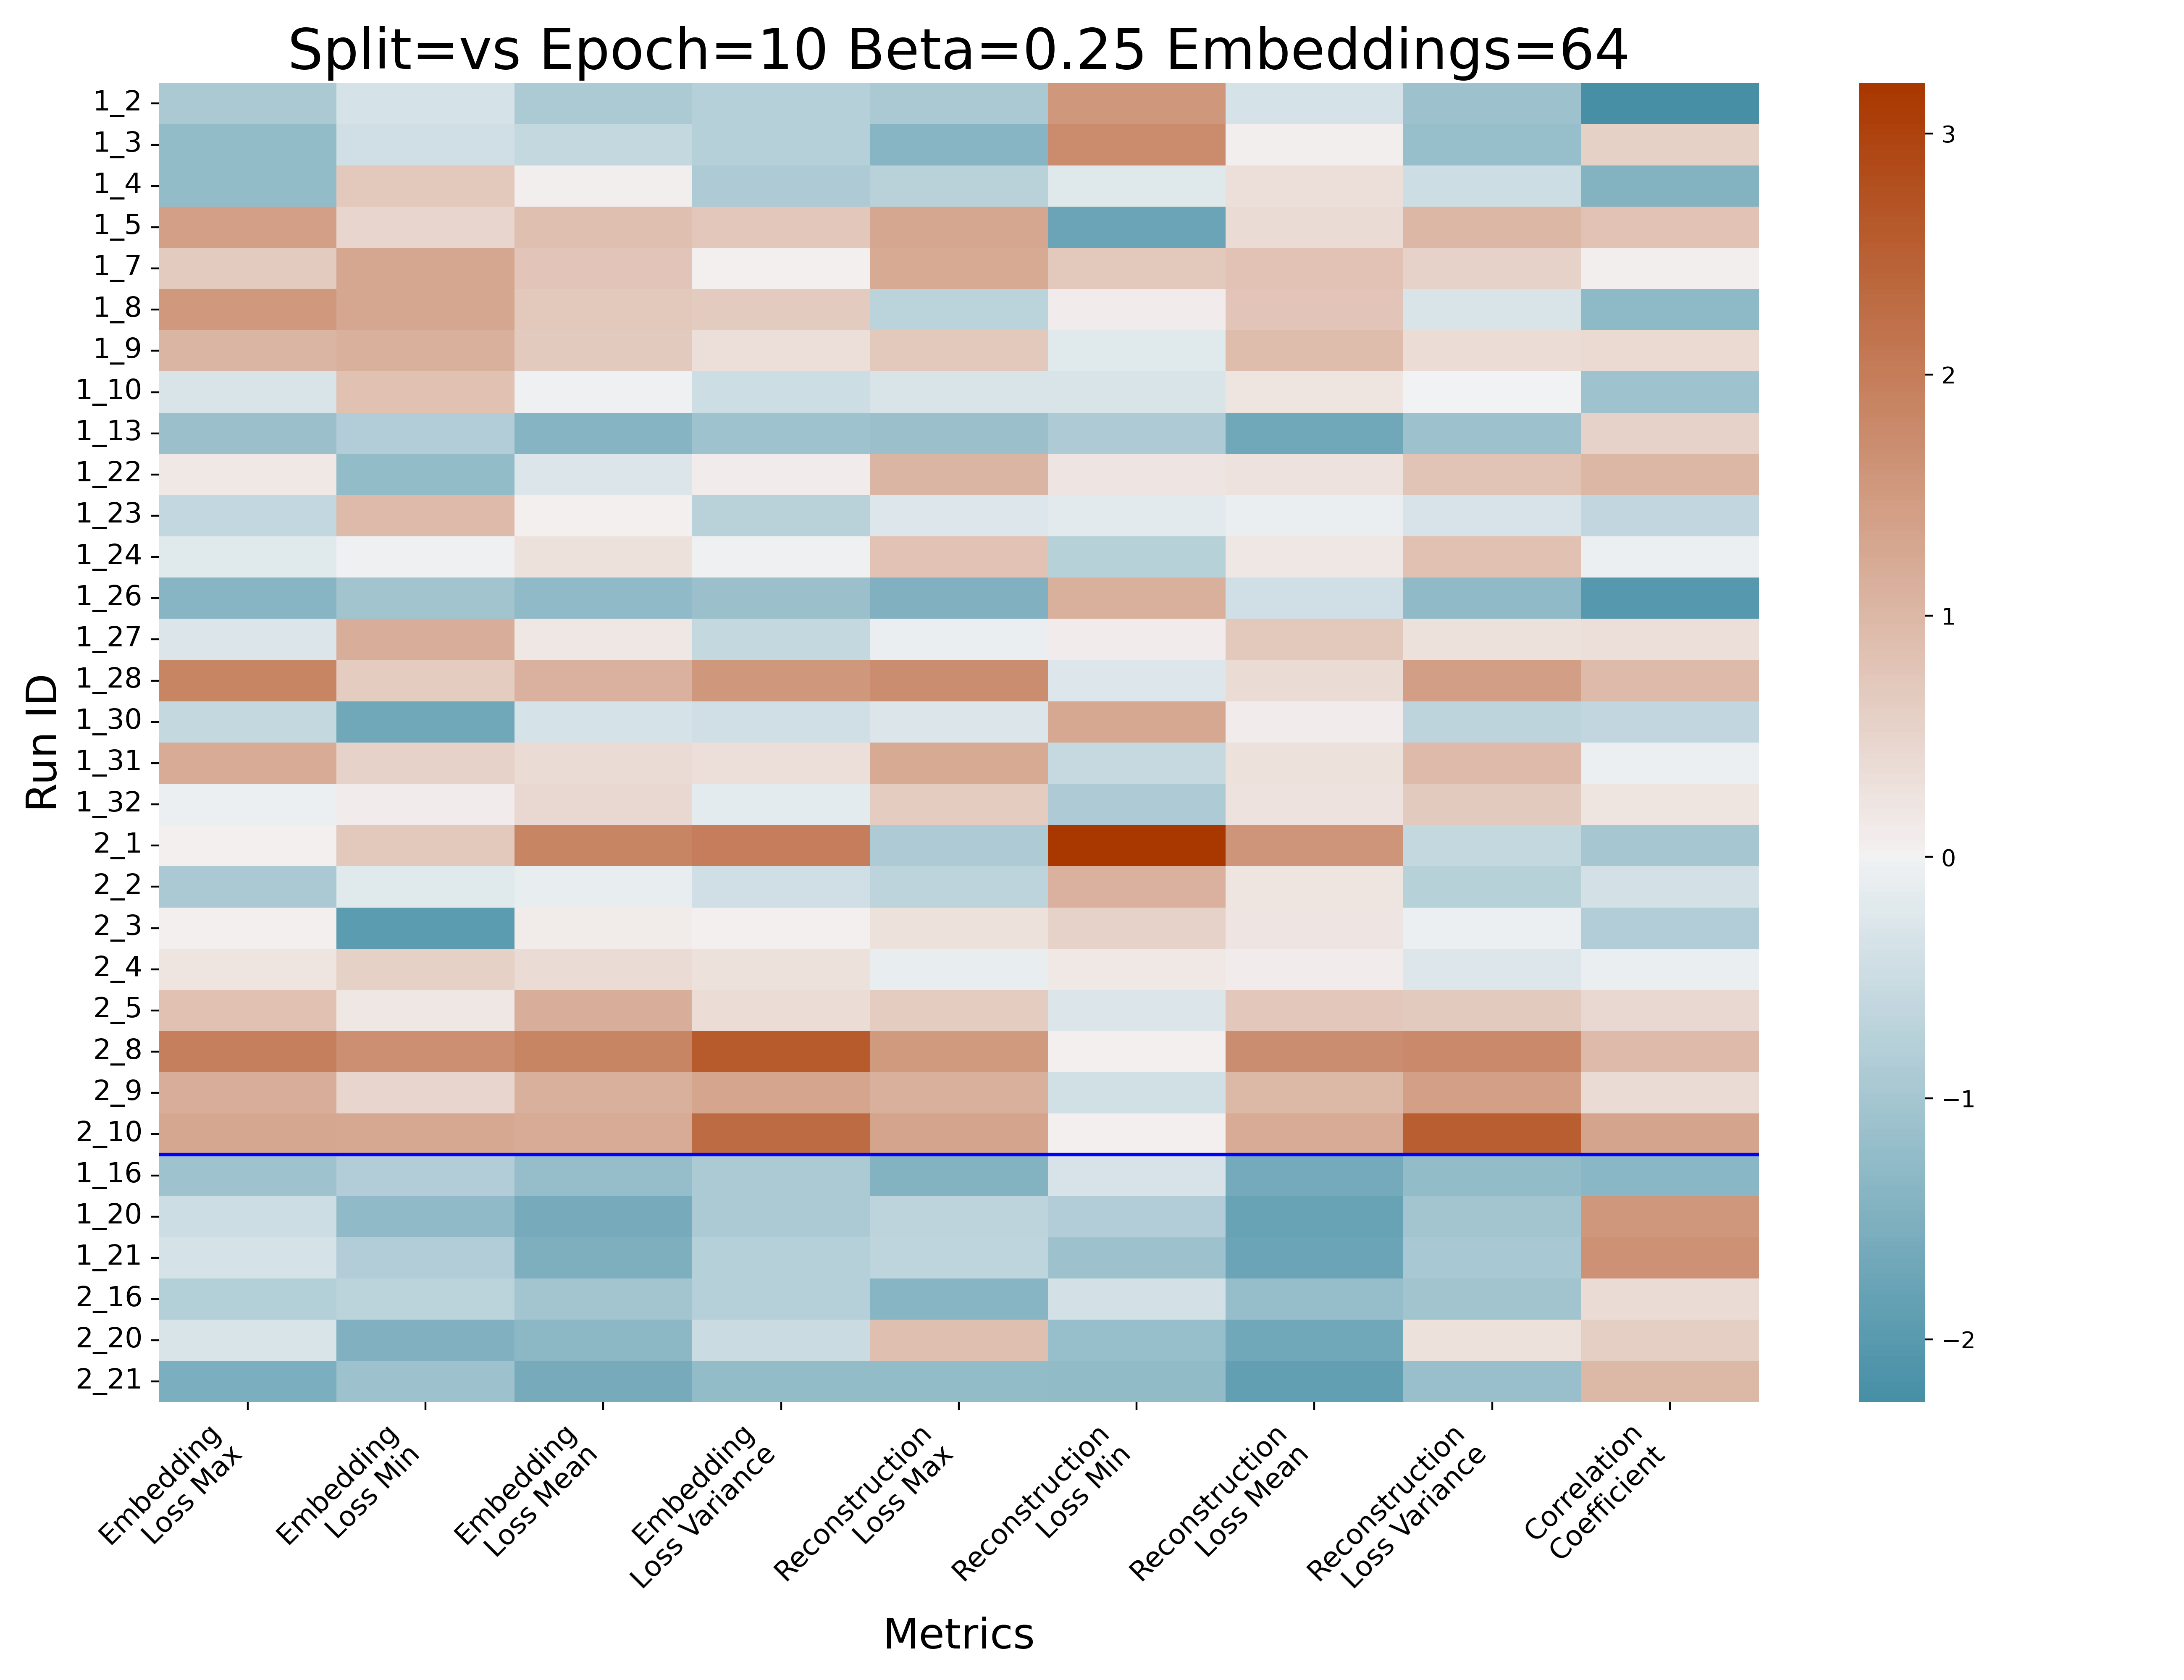 Split=vs Epoch=10 Beta=0.25 Embeddings=64
Run ID
1_2
1_3
1_4
1_5
1_7
1_8
1_9
1_10
1_13
1_22
1_23
1_24
1_26
1_27
1_28
1_30
1_31
1_32
2_1
2_2
2_3
2_4
2_5
2_8
2_9
2_10
1_16
1_20
1_21
2_16
2_20
2_21
Embedding
Loss Max
Embedding
Loss Min
Embedding
Loss Mean
Embedding
Loss Variance
Reconstruction
Loss Max
Reconstruction
Loss Min
Reconstruction
Loss Mean
Reconstruction
Loss Variance
Correlation
Coefficient
Metrics
3
2
1
0
−1
−2